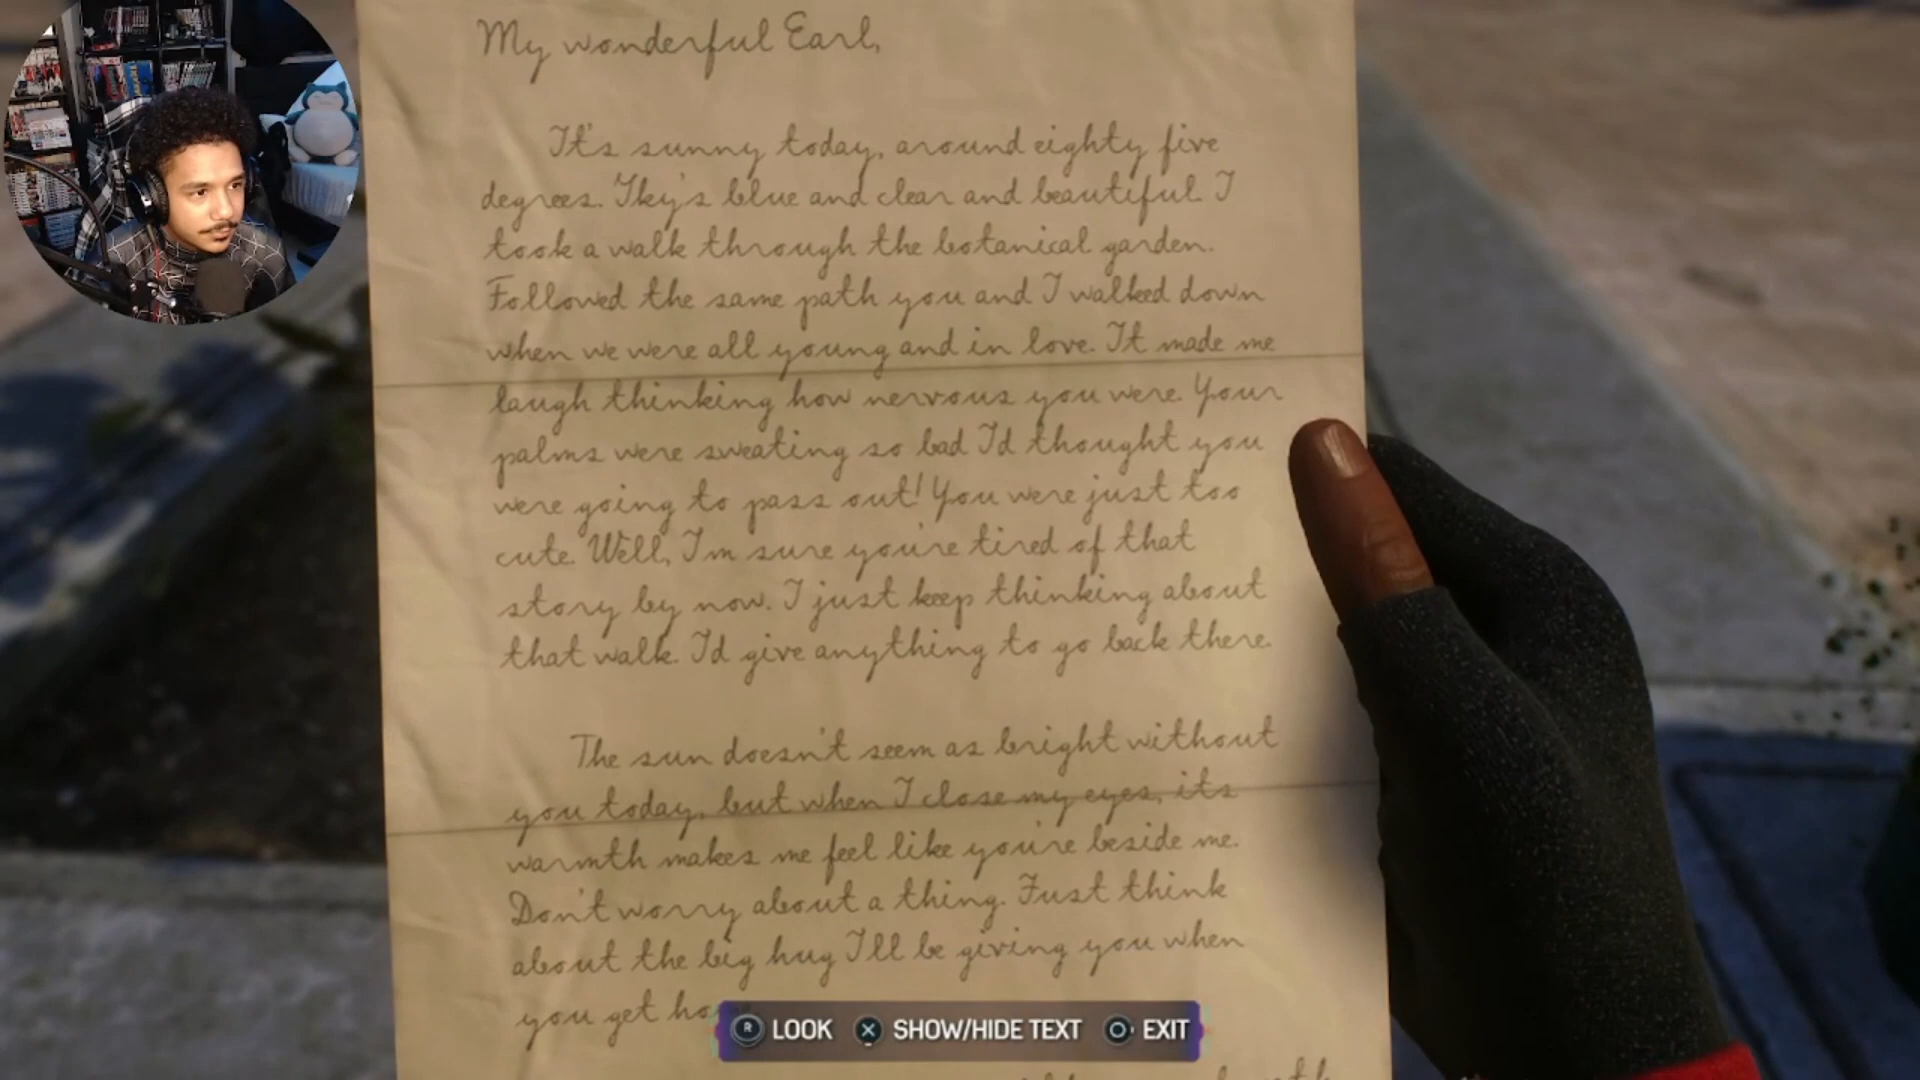 My wonderful Earl,
It's sunny today, around eighty five
degrees. Sky's blue and clear and beautiful. I
took a walk through the botanical garden.
Followed the same path you and I walked down
when we were all young and in love. It made me
laugh thinking how nervous you were. Your
palms were sweating so bad I'd thought you
were going to pass out! You were just too
cute. Well, I'm sure you're tired of that
story by now. I just keep thinking about
that walk. I'd give anything to go back there.
The sun doesn't seem as bright without
you today, but when I close my eyes, its
warmth makes me feel like you're beside me.
Don't worry about a thing. Just think
about the big hug I'll be giving you when
you get
R LOOK SHOW/HIDE TEXT EXIT